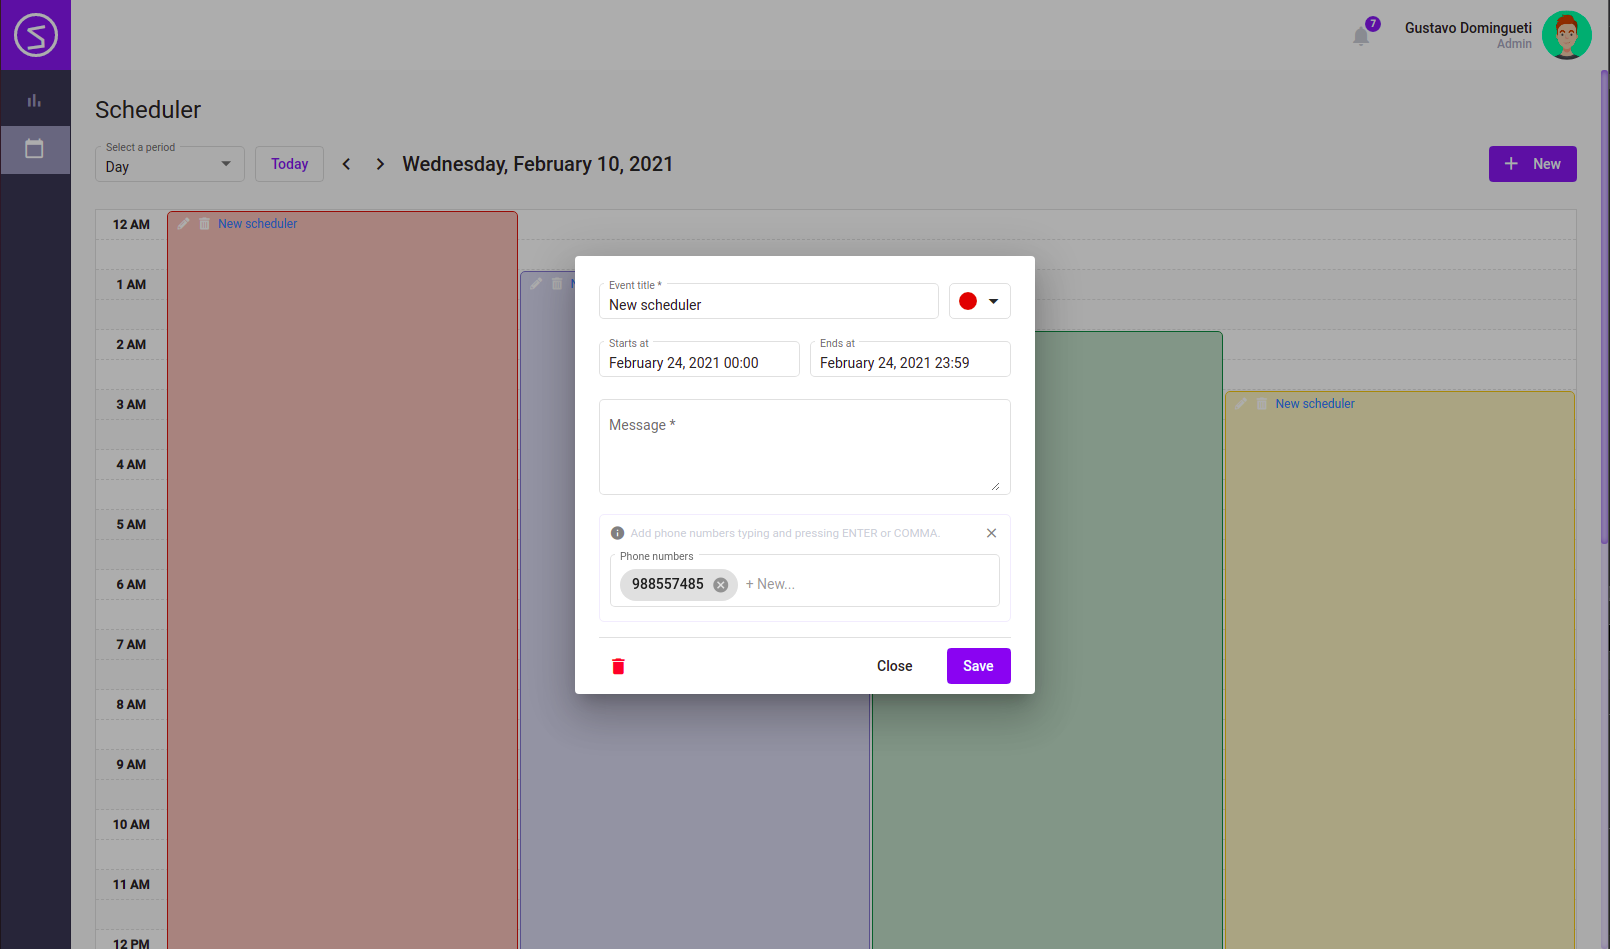 7
Gustavo Domingueti
Admin
Scheduler
Select a period
Day
Today
Wednesday, February 10, 2021
New
12 AM
New scheduler
1 AM
2 AM
3 AM
New scheduler
4 AM
5 AM
6 AM
7 AM
8 AM
9 AM
10 AM
11 AM
12 PM
Event title *
New scheduler
Starts at
February 24, 2021 00:00
Ends at
February 24, 2021 23:59
Message *
Add phone numbers typing and pressing ENTER or COMMA.
Phone numbers
988557485
+ New...
Close
Save